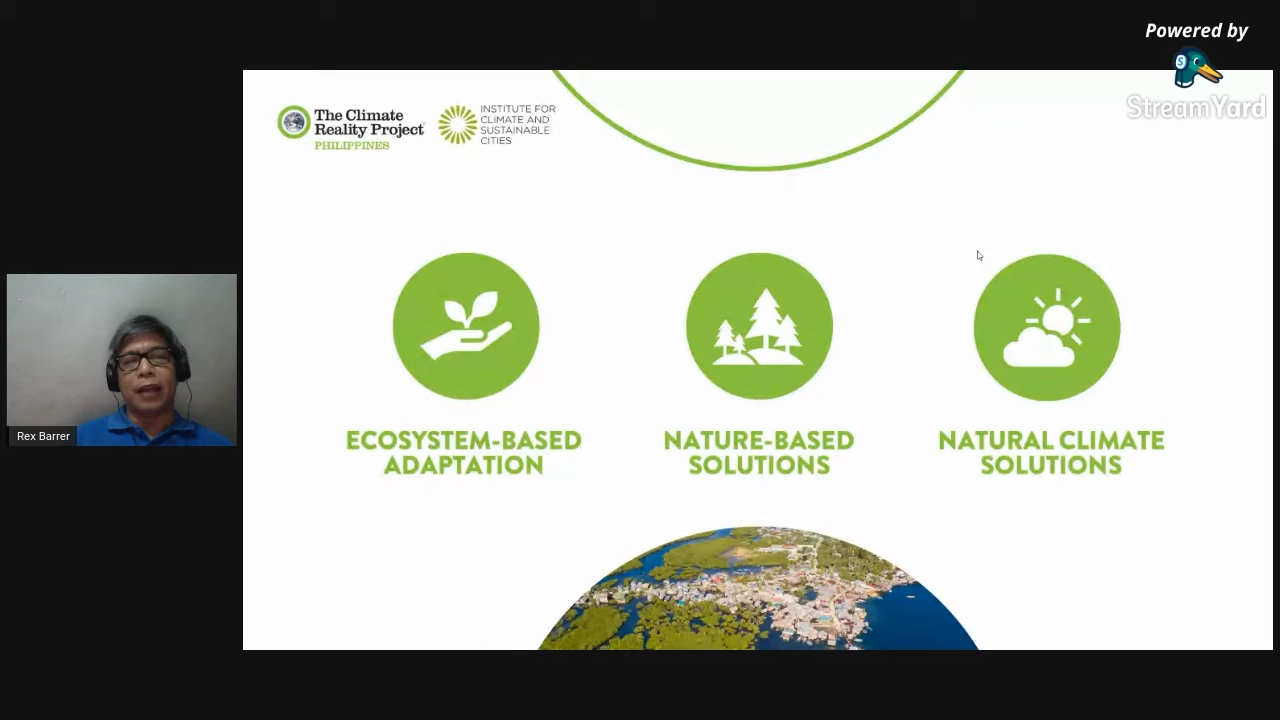 Powered by
StreamYard
The Climate
Reality Project
PHILIPPINES
INSTITUTE FOR
CLIMATE AND
SUSTAINABLE
CITIES
ECOSYSTEM-BASED
ADAPTATION
NATURE-BASED
SOLUTIONS
NATURAL CLIMATE
SOLUTIONS
Rex Barrer